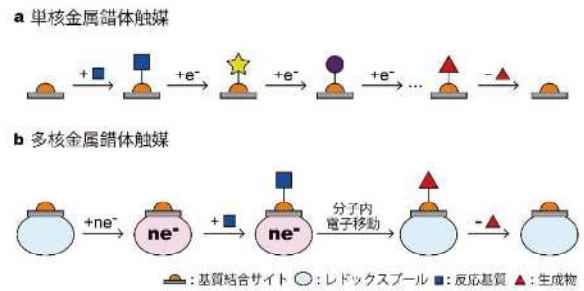 a 単核金属錯体触媒
+ +e⁻ +e⁻ +e⁻ ... −
b 多核金属錯体触媒
+ne⁻ ne⁻ + ne⁻ 分子内 電子移動 ne⁻ −
: 基質結合サイト : レドックスプール : 反応基質 : 生成物